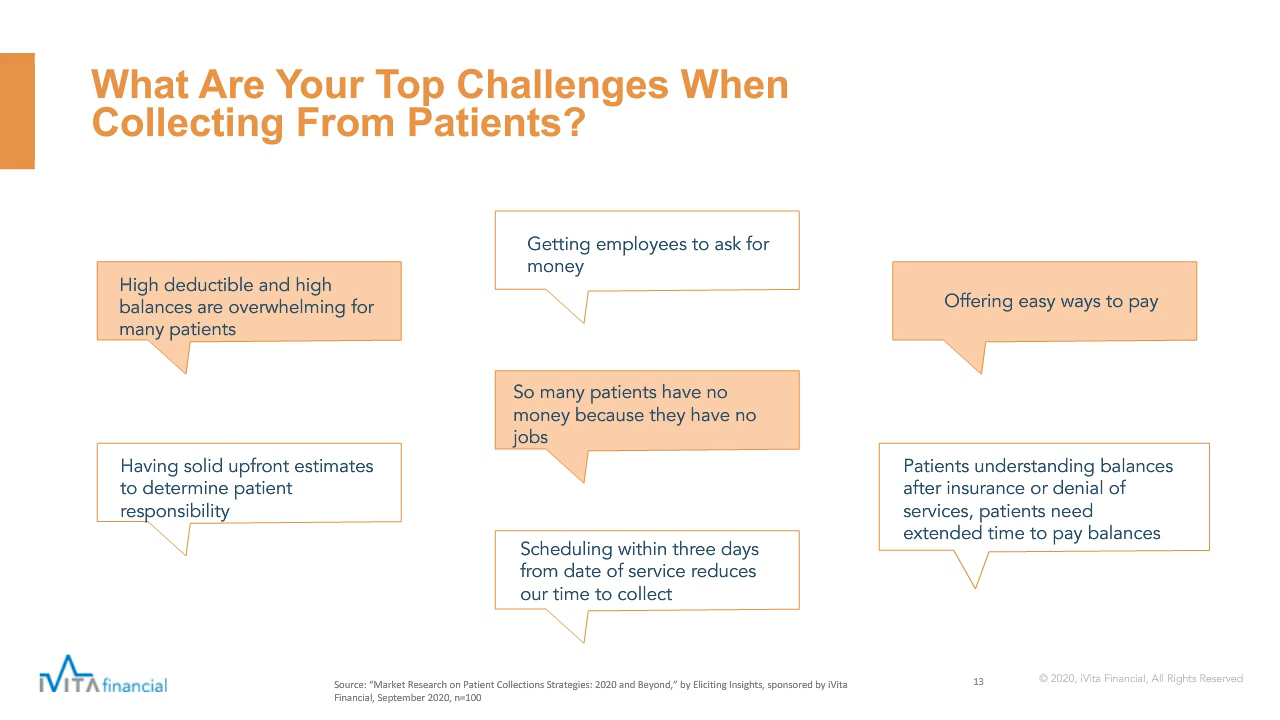 What Are Your Top Challenges When
Collecting From Patients?
Getting employees to ask for
money
High deductible and high
balances are overwhelming for
many patients
Offering easy ways to pay
So many patients have no
money because they have no
jobs
Having solid upfront estimates
to determine patient
responsibility
Patients understanding balances
after insurance or denial of
services, patients need
extended time to pay balances
Scheduling within three days
from date of service reduces
our time to collect
iVITA financial
Source: “Market Research on Patient Collections Strategies: 2020 and Beyond,” by Eliciting Insights, sponsored by iVita
Financial, September 2020, n=100
13
© 2020, iVita Financial, All Rights Reserved